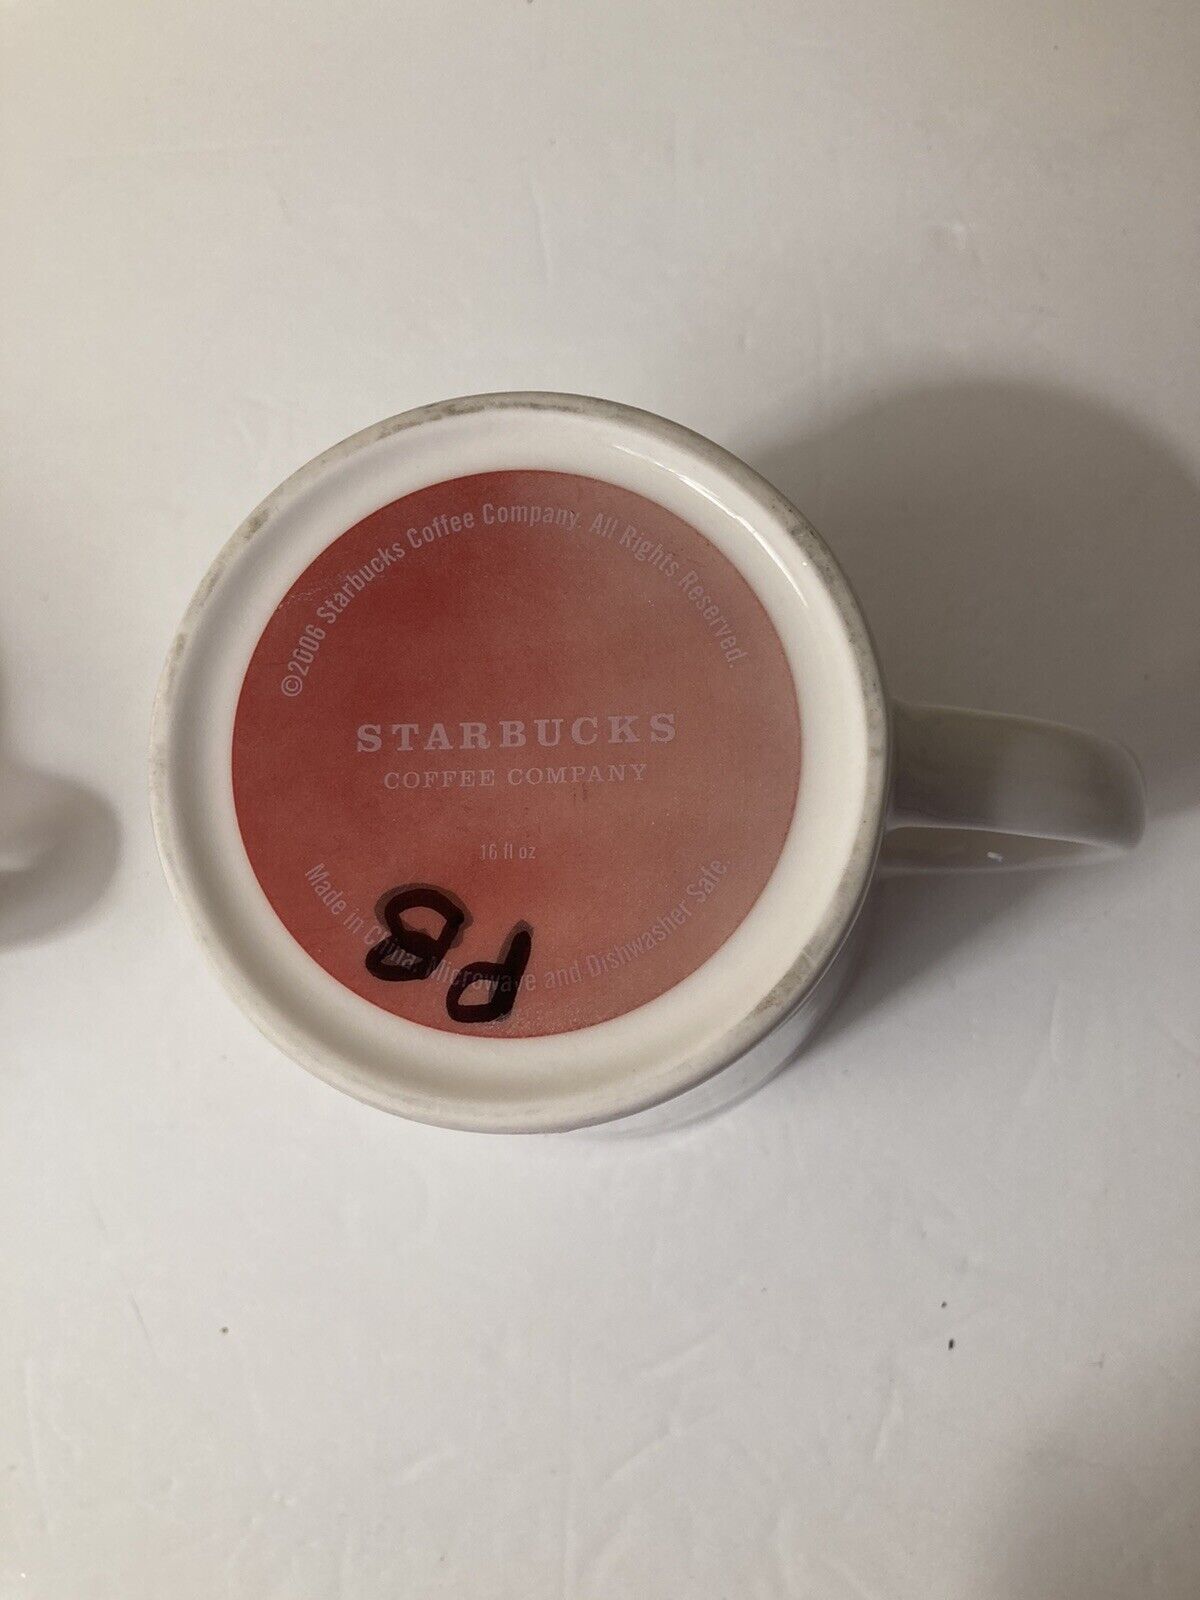 ©2006 Starbucks Coffee Company. All Rights Reserved.
STARBUCKS
COFFEE COMPANY
16 fl oz
Made in China. Microwave and Dishwasher Safe.
PB